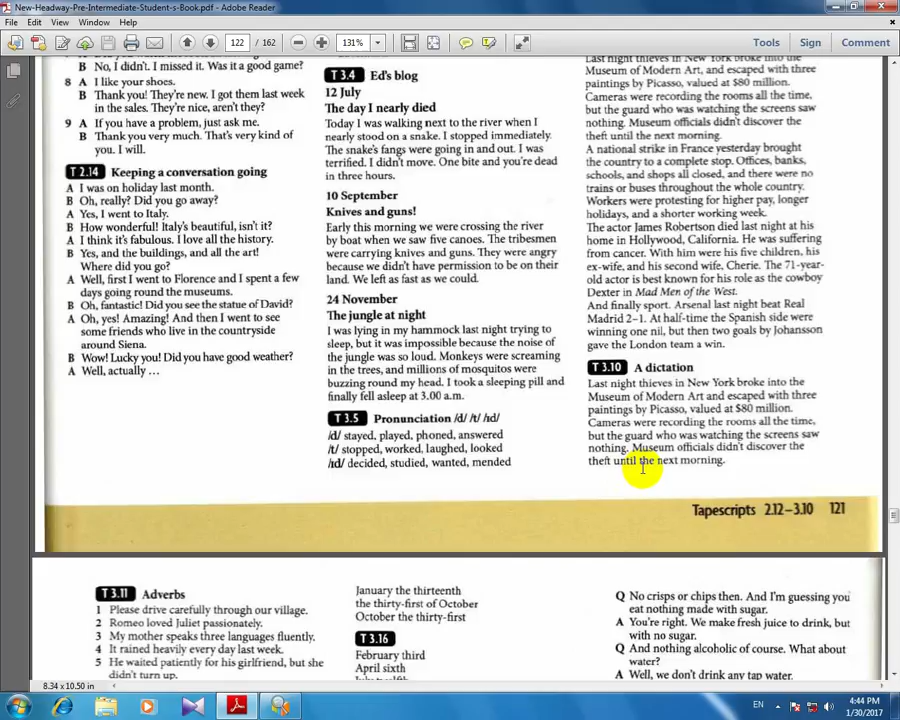 New-Headway-Pre-Intermediate-Student-s-Book.pdf - Adobe Reader
File Edit View Window Help
122 / 162 131% Tools Sign Comment
B No, I didn't. I missed it. Was it a good game?
8 A I like your shoes.
B Thank you! They're new. I got them last week
in the sales. They're nice, aren't they?
9 A If you have a problem, just ask me.
B Thank you very much. That's very kind of
you. I will.
T 2.14 Keeping a conversation going
A I was on holiday last month.
B Oh, really? Did you go away?
A Yes, I went to Italy.
B How wonderful! Italy's beautiful, isn't it?
A I think it's fabulous. I love all the history.
B Yes, and the buildings, and all the art!
Where did you go?
A Well, first I went to Florence and I spent a few
days going round the museums.
B Oh, fantastic! Did you see the statue of David?
A Oh, yes! Amazing! And then I went to see
some friends who live in the countryside
around Siena.
B Wow! Lucky you! Did you have good weather?
A Well, actually …
T 3.4 Ed's blog
12 July
The day I nearly died
Today I was walking next to the river when I
nearly stood on a snake. I stopped immediately.
The snake's fangs were going in and out. I was
terrified. I didn't move. One bite and you're dead
in three hours.
10 September
Knives and guns!
Early this morning we were crossing the river
by boat when we saw five canoes. The tribesmen
were carrying knives and guns. They were angry
because we didn't have permission to be on their
land. We left as fast as we could.
24 November
The jungle at night
I was lying in my hammock last night trying to
sleep, but it was impossible because the noise of
the jungle was so loud. Monkeys were screaming
in the trees, and millions of mosquitos were
buzzing round my head. I took a sleeping pill and
finally fell asleep at 3.00 a.m.
T 3.5 Pronunciation /d/ /t/ /ɪd/
/d/ stayed, played, phoned, answered
/t/ stopped, worked, laughed, looked
/ɪd/ decided, studied, wanted, mended
Last night thieves in New York broke into the
Museum of Modern Art, and escaped with three
paintings by Picasso, valued at $80 million.
Cameras were recording the rooms all the time,
but the guard who was watching the screens saw
nothing. Museum officials didn't discover the
theft until the next morning.
A national strike in France yesterday brought
the country to a complete stop. Offices, banks,
schools, and shops all closed, and there were no
trains or buses throughout the whole country.
Workers were protesting for higher pay, longer
holidays, and a shorter working week.
The actor James Robertson died last night at his
home in Hollywood, California. He was suffering
from cancer. With him were his five children, his
ex-wife, and his second wife, Cherie. The 71-year-
old actor is best known for his role as the cowboy
Dexter in Mad Men of the West.
And finally sport. Arsenal last night beat Real
Madrid 2–1. At half-time the Spanish side were
winning one nil, but then two goals by Johansson
gave the London team a win.
T 3.10 A dictation
Last night thieves in New York broke into the
Museum of Modern Art and escaped with three
paintings by Picasso, valued at $80 million.
Cameras were recording the rooms all the time,
but the guard who was watching the screens saw
nothing. Museum officials didn't discover the
theft until the next morning.
Tapescripts 2.12–3.10 121
T 3.11 Adverbs
1 Please drive carefully through our village.
2 Romeo loved Juliet passionately.
3 My mother speaks three languages fluently.
4 It rained heavily every day last week.
5 He waited patiently for his girlfriend, but she
didn't turn up.
January the thirteenth
the thirty-first of October
October the thirty-first
T 3.16
February third
April sixth
Q No crisps or chips then. And I'm guessing you
eat nothing made with sugar.
A You're right. We make fresh juice to drink, but
with no sugar.
Q And nothing alcoholic of course. What about
water?
A Well, we don't drink any tap water.
8.34 x 10.50 in
EN 4:44 PM
1/30/2017